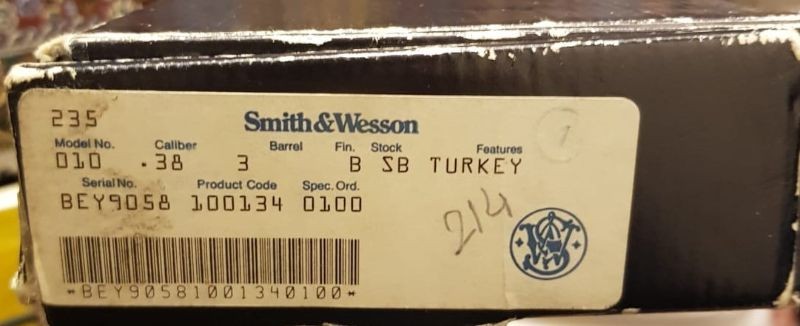 235
Smith&Wesson
Model No. Caliber Barrel Fin. Stock Features
010 .38 3 B SB TURKEY
Serial No. Product Code Spec. Ord.
BEY9058 100134 0100
214
*BEY90581001340100*